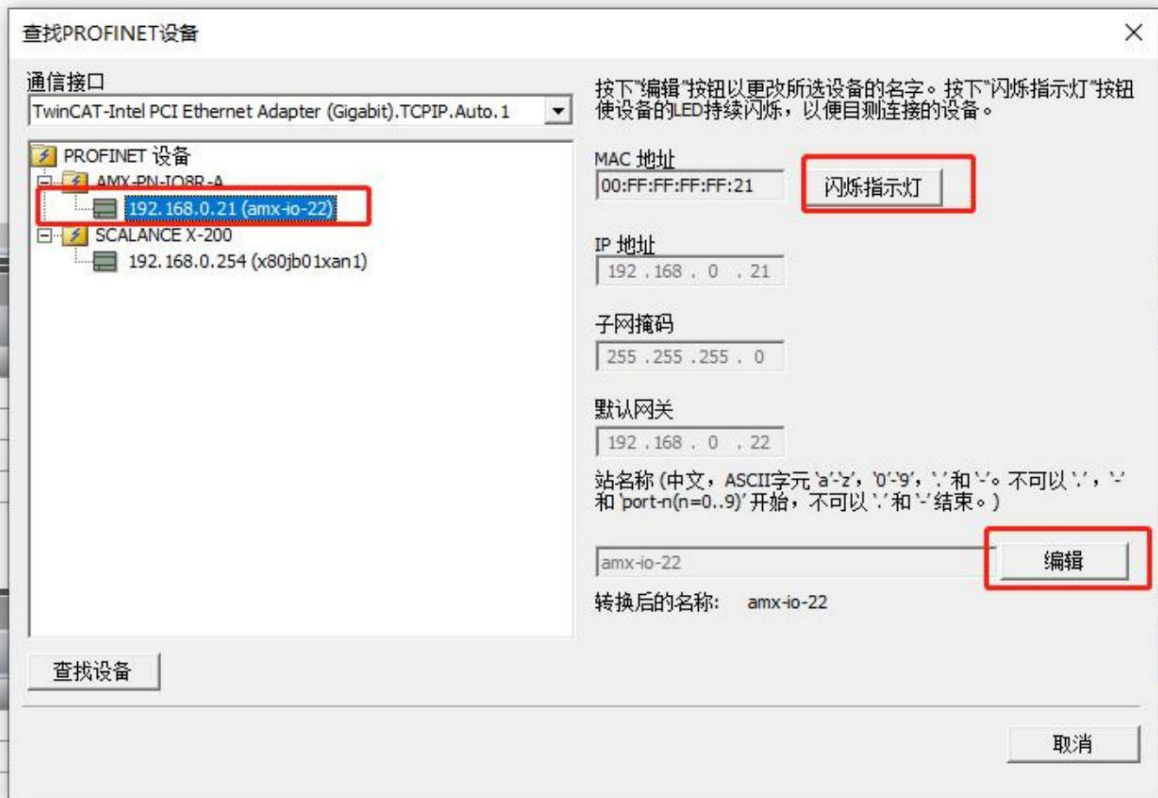 查找PROFINET设备
通信接口
TwinCAT-Intel PCI Ethernet Adapter (Gigabit).TCPIP.Auto.1
PROFINET 设备
AMX-PN-IO8R-A
192.168.0.21 (amx-io-22)
SCALANCE X-200
192.168.0.254 (x80jb01xan1)
查找设备
按下"编辑"按钮以更改所选设备的名字。按下"闪烁指示灯"按钮
使设备的LED持续闪烁，以便目测连接的设备。
MAC 地址
00:FF:FF:FF:FF:21
闪烁指示灯
IP 地址
192 .168 . 0 . 21
子网掩码
255 .255 .255 . 0
默认网关
192 .168 . 0 . 22
站名称 (中文，ASCII字元 'a'-'z'，'0'-'9'，'.' 和 '-'。不可以 '.'，'-'
和 'port-n(n=0..9)' 开始，不可以 '.' 和 '-' 结束。)
amx-io-22
编辑
转换后的名称: amx-io-22
取消